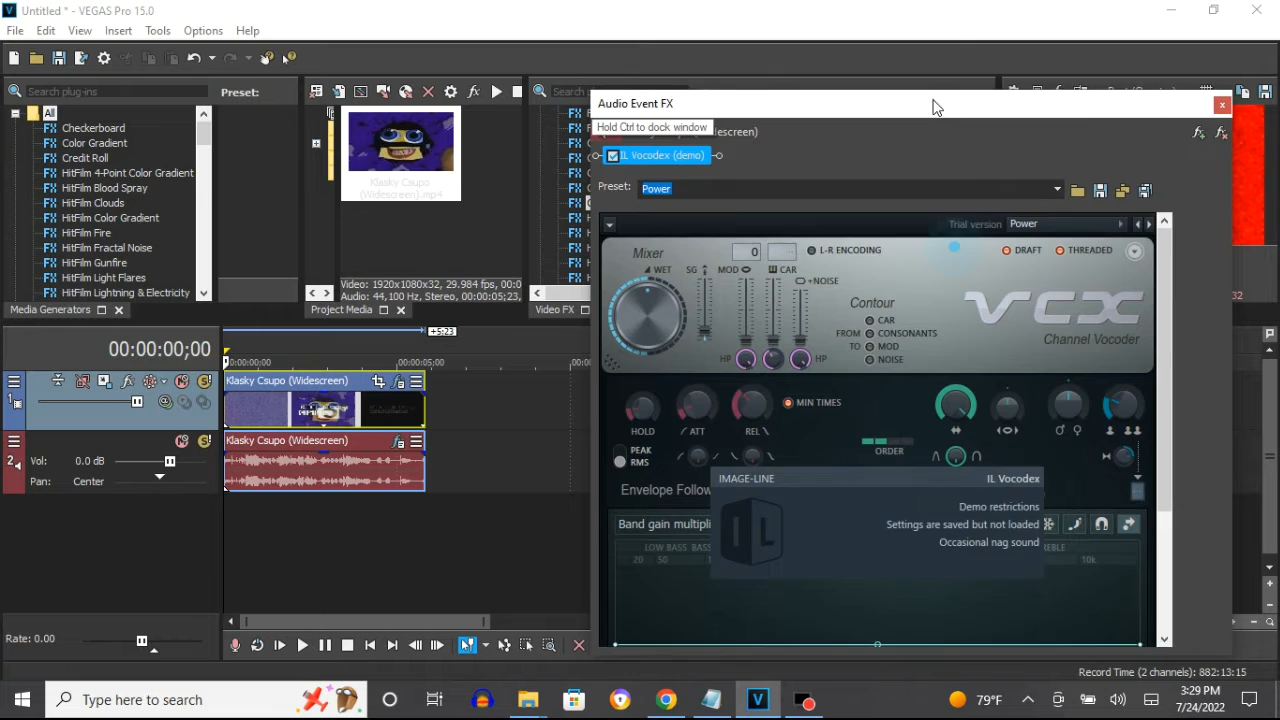 Untitled * - VEGAS Pro 15.0
File Edit View Insert Tools Options Help
Search plug-ins
Preset:
All
Checkerboard
Color Gradient
Credit Roll
HitFilm 4-Point Color Gradient
HitFilm Blood Spray
HitFilm Clouds
HitFilm Color Gradient
HitFilm Fire
HitFilm Fractal Noise
HitFilm Gunfire
HitFilm Light Flares
HitFilm Lightning & Electricity
Media Generators
Klasky Csupo
(Widescreen).mp4
Video: 1920x1080x32, 29.984 fps, 00:0
Audio: 44,100 Hz, Stereo, 00:00:05;23,
Project Media
Video FX
Audio Event FX
Hold Ctrl to dock window
IL Vocodex (demo)
Preset:
Power
Trial version
Power
Mixer
0
L-R ENCODING
DRAFT
THREADED
WET
SG
MOD
CAR
+NOISE
HP
HP
Contour
CAR
FROM
CONSONANTS
TO
MOD
NOISE
VCX
Channel Vocoder
HOLD
ATT
REL
MIN TIMES
ORDER
PEAK
RMS
Envelope Follow
IMAGE-LINE
IL Vocodex
Demo restrictions
Settings are saved but not loaded
Occasional nag sound
IL
Band gain multipli
LOW BASS
20
50
10k
00:00:00;00
+5;23
00:00:05;00
Klasky Csupo (Widescreen)
1
Klasky Csupo (Widescreen)
2
Vol:
0.0 dB
Pan:
Center
Rate: 0.00
Record Time (2 channels): 882:13:15
Type here to search
79°F
3:29 PM
7/24/2022